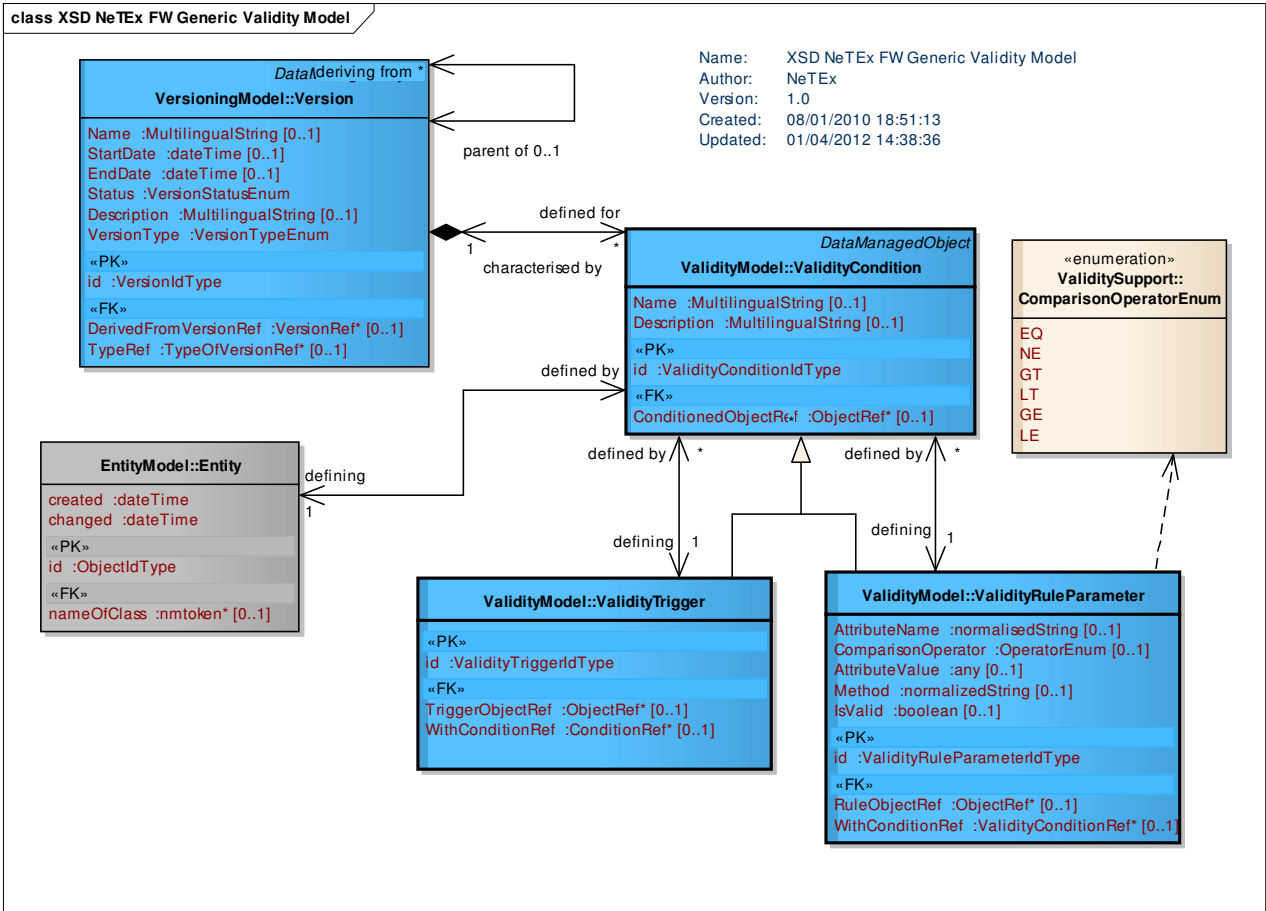 class XSD NeTEx FW Generic Validity Model
Name: XSD NeTEx FW Generic Validity Model
Author: NeTEx
Version: 1.0
Created: 08/01/2010 18:51:13
Updated: 01/04/2012 14:38:36
deriving from *
VersioningModel::Version
Name :MultilingualString [0..1]
StartDate :dateTime [0..1]
EndDate :dateTime [0..1]
Status :VersionStatusEnum
Description :MultilingualString [0..1]
VersionType :VersionTypeEnum
«PK»
id :VersionIdType
«FK»
DerivedFromVersionRef :VersionRef* [0..1]
TypeRef :TypeOfVersionRef* [0..1]
parent of 0..1
defined for
*
1
characterised by
DataManagedObject
ValidityModel::ValidityCondition
Name :MultilingualString [0..1]
Description :MultilingualString [0..1]
«PK»
id :ValidityConditionIdType
«FK»
ConditionedObjectRef :ObjectRef* [0..1]
«enumeration»
ValiditySupport::
ComparisonOperatorEnum
EQ
NE
GT
LT
GE
LE
defined by
*
defining
1
EntityModel::Entity
created :dateTime
changed :dateTime
«PK»
id :ObjectIdType
«FK»
nameOfClass :nmtoken* [0..1]
defined by *
defining 1
defined by *
defining 1
ValidityModel::ValidityTrigger
«PK»
id :ValidityTriggerIdType
«FK»
TriggerObjectRef :ObjectRef* [0..1]
WithConditionRef :ConditionRef* [0..1]
ValidityModel::ValidityRuleParameter
AttributeName :normalisedString [0..1]
ComparisonOperator :OperatorEnum [0..1]
AttributeValue :any [0..1]
Method :normalizedString [0..1]
IsValid :boolean [0..1]
«PK»
id :ValidityRuleParameterIdType
«FK»
RuleObjectRef :ObjectRef* [0..1]
WithConditionRef :ValidityConditionRef* [0..1]